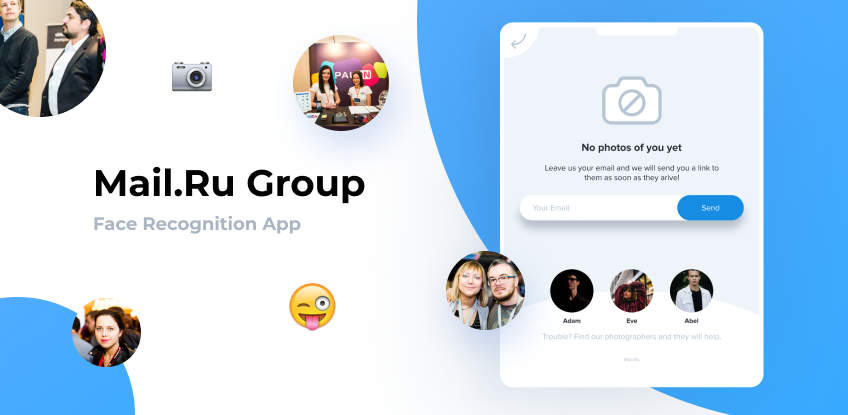 Mail.Ru Group
Face Recognition App
No photos of you yet
Leave us your email and we will send you a link to
them as soon as they arive!
Your Email
Send
Adam
Eve
Abel
Trouble? Find our photographers and they will help.
Mail.Ru